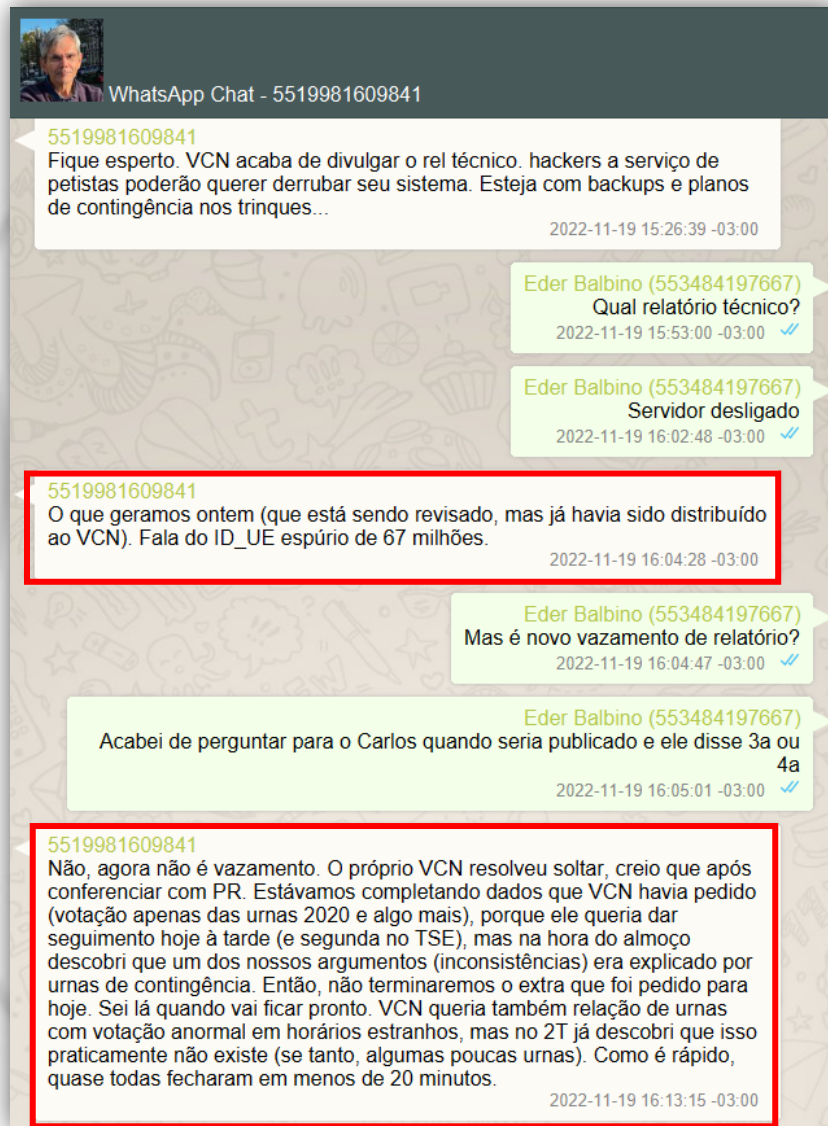 WhatsApp Chat - 5519981609841
5519981609841
Fique esperto. VCN acaba de divulgar o rel técnico. hackers a serviço de
petistas poderão querer derrubar seu sistema. Esteja com backups e planos
de contingência nos trinques...
2022-11-19 15:26:39 -03:00
Eder Balbino (553484197667)
Qual relatório técnico?
2022-11-19 15:53:00 -03:00
Eder Balbino (553484197667)
Servidor desligado
2022-11-19 16:02:48 -03:00
5519981609841
O que geramos ontem (que está sendo revisado, mas já havia sido distribuído
ao VCN). Fala do ID_UE espúrio de 67 milhões.
2022-11-19 16:04:28 -03:00
Eder Balbino (553484197667)
Mas é novo vazamento de relatório?
2022-11-19 16:04:47 -03:00
Eder Balbino (553484197667)
Acabei de perguntar para o Carlos quando seria publicado e ele disse 3a ou
4a
2022-11-19 16:05:01 -03:00
5519981609841
Não, agora não é vazamento. O próprio VCN resolveu soltar, creio que após
conferenciar com PR. Estávamos completando dados que VCN havia pedido
(votação apenas das urnas 2020 e algo mais), porque ele queria dar
seguimento hoje à tarde (e segunda no TSE), mas na hora do almoço
descobri que um dos nossos argumentos (inconsistências) era explicado por
urnas de contingência. Então, não terminaremos o extra que foi pedido para
hoje. Sei lá quando vai ficar pronto. VCN queria também relação de urnas
com votação anormal em horários estranhos, mas no 2T já descobri que isso
praticamente não existe (se tanto, algumas poucas urnas). Como é rápido,
quase todas fecharam em menos de 20 minutos.
2022-11-19 16:13:15 -03:00